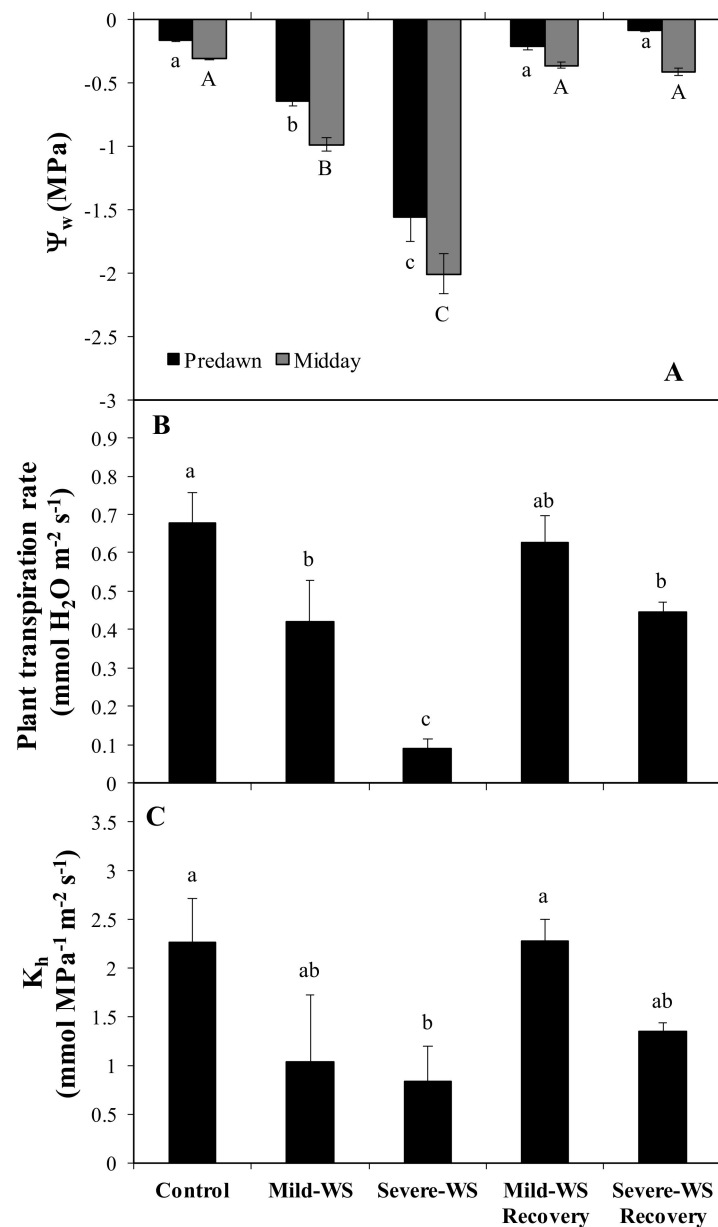 0
-0.5
-1
-1.5
-2
-2.5
-3
Ψw (MPa)
a
A
b
B
c
C
a
A
a
A
Predawn
Midday
A
B
0.9
0.8
0.7
0.6
0.5
0.4
0.3
0.2
0.1
0
Plant transpiration rate
(mmol H2O m-2 s-1)
a
b
c
ab
b
C
3.5
3
2.5
2
1.5
1
0.5
0
Kh
(mmol MPa-1 m-2 s-1)
a
ab
b
a
ab
Control
Mild-WS
Severe-WS
Mild-WS
Recovery
Severe-WS
Recovery